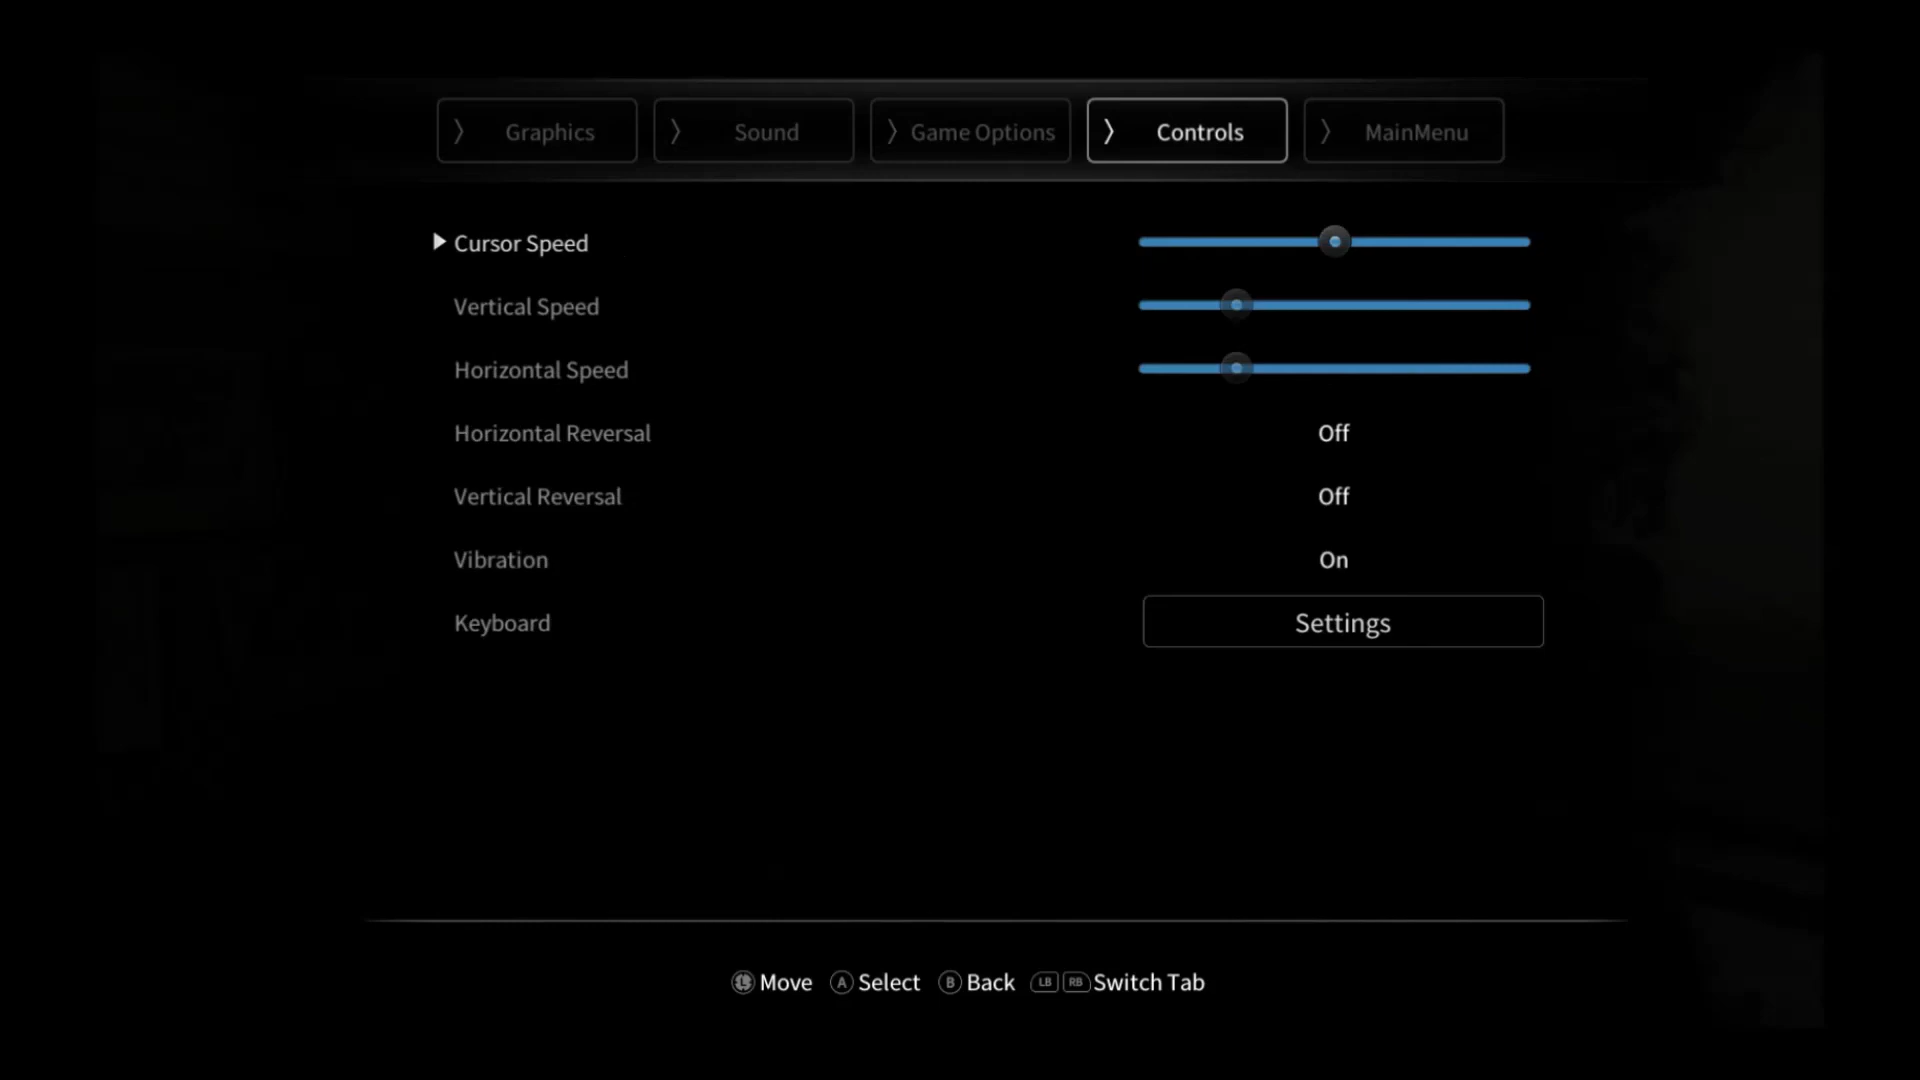 Graphics Sound Game Options Controls MainMenu
Cursor Speed
Vertical Speed
Horizontal Speed
Horizontal Reversal Off
Vertical Reversal Off
Vibration On
Keyboard Settings
L Move A Select B Back LB RB Switch Tab